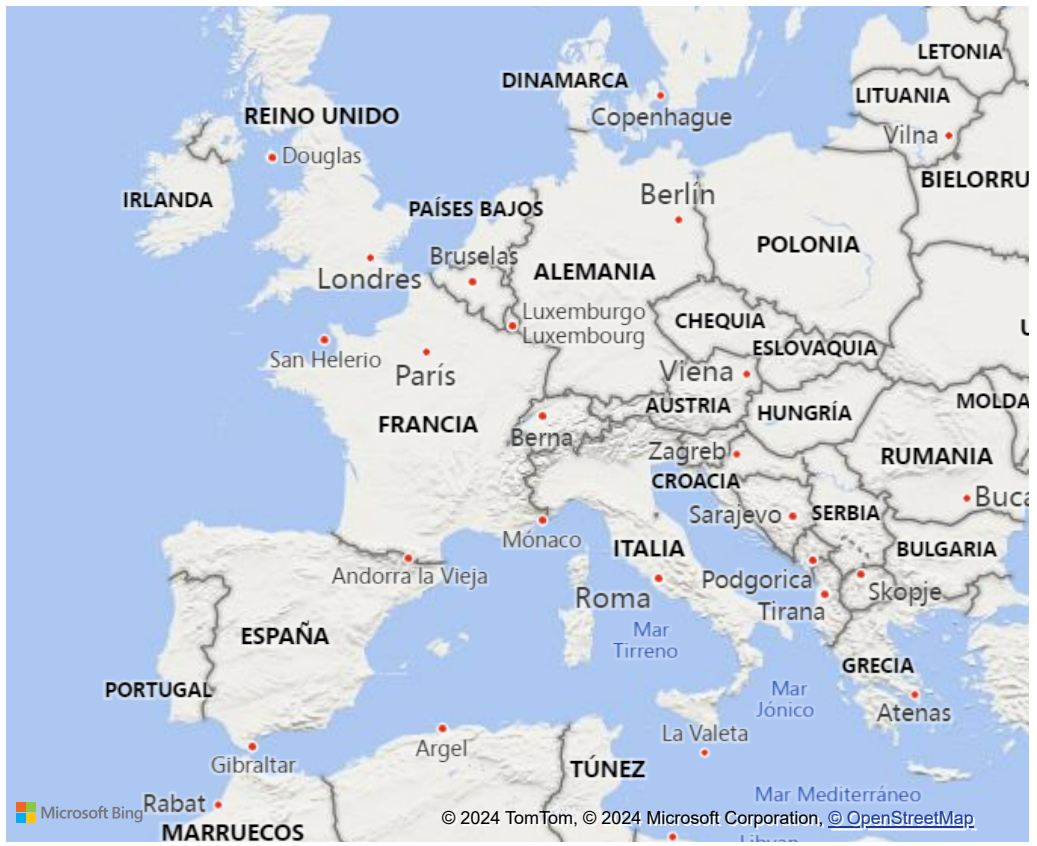 LETONIA
DINAMARCA
LITUANIA
REINO UNIDO
Copenhague
Vilna
Douglas
BIELORRU
IRLANDA
Berlín
PAÍSES BAJOS
POLONIA
Bruselas
ALEMANIA
Londres
Luxemburgo
Luxembourg
CHEQUIA
U
San Helerio
ESLOVAQUIA
París
Viena
AUSTRIA
HUNGRÍA
MOLDA
FRANCIA
Berna
Zagreb
RUMANIA
CROACIA
Buca
Sarajevo
SERBIA
Mónaco
ITALIA
BULGARIA
Andorra la Vieja
Podgorica
Skopje
Roma
Tirana
ESPAÑA
Mar
Tirreno
GRECIA
PORTUGAL
Mar
Jónico
Atenas
La Valeta
Argel
Gibraltar
TÚNEZ
Mar Mediterráneo
Rabat
Microsoft Bing
© 2024 TomTom, © 2024 Microsoft Corporation, © OpenStreetMap
MARRUECOS
Libyan